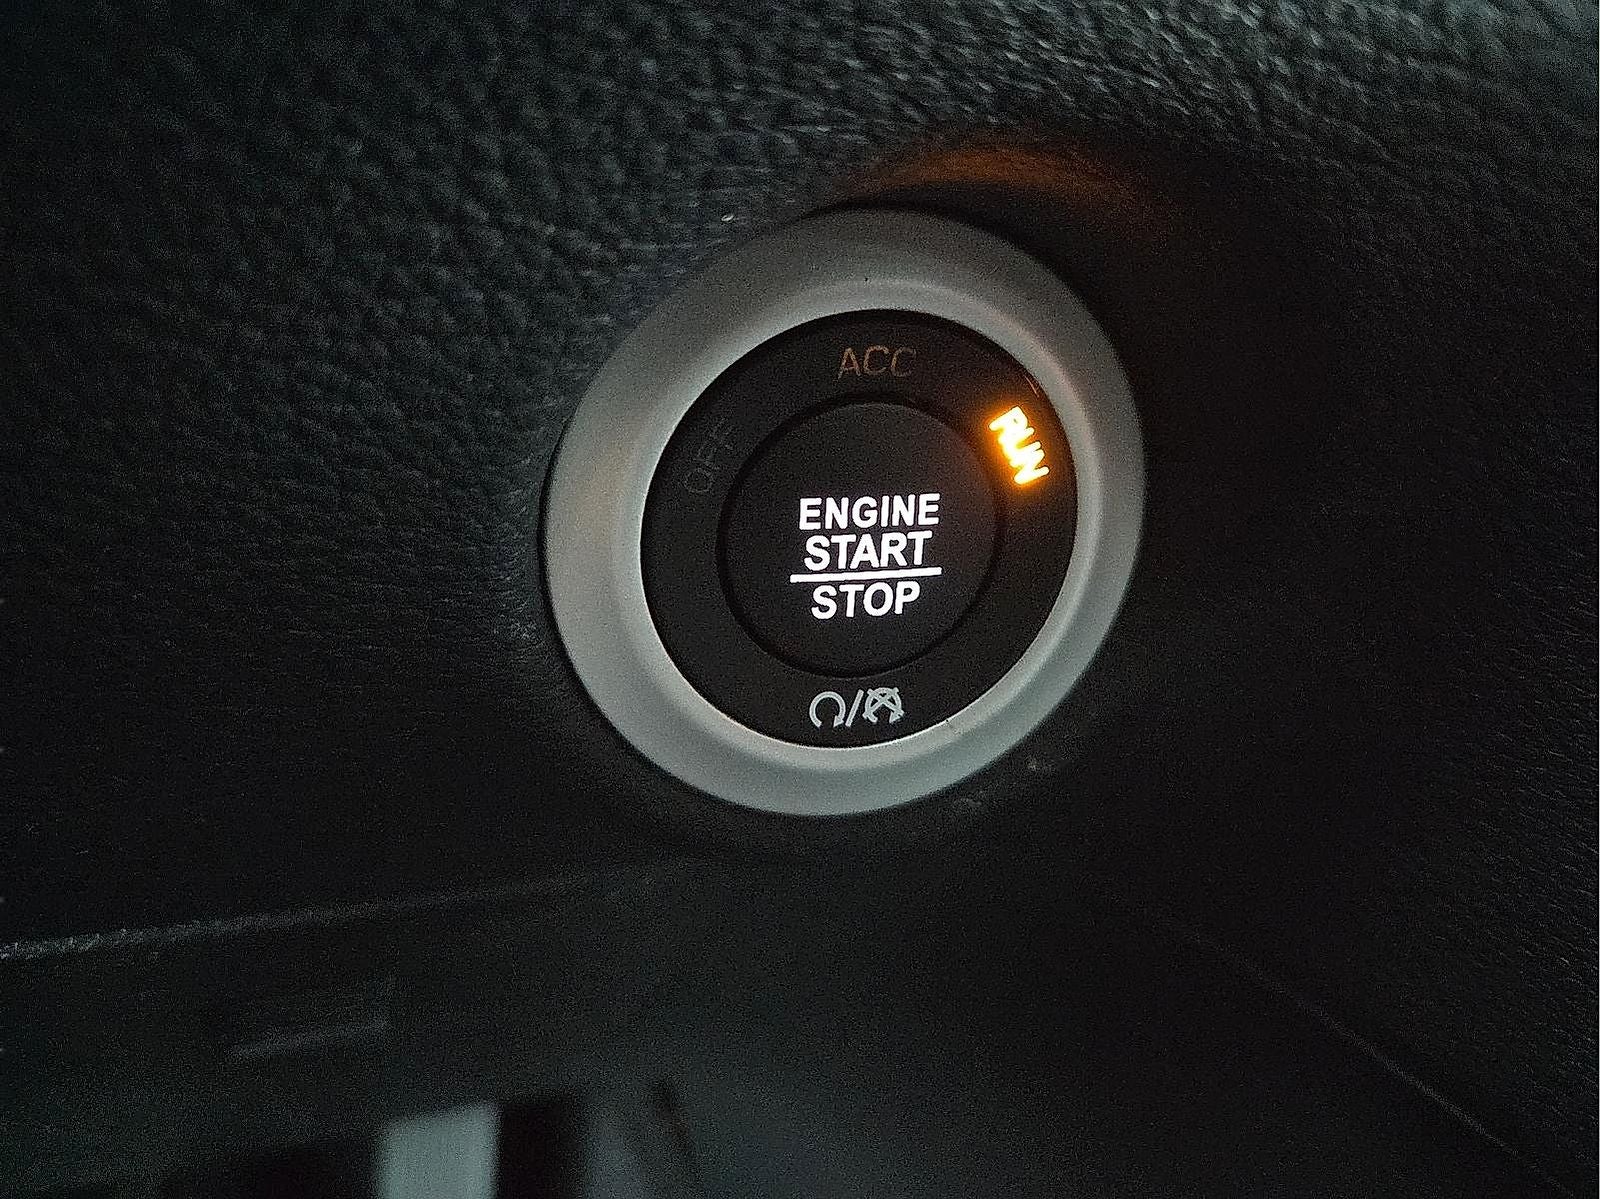 ACC
OFF
RUN
ENGINE
START
STOP